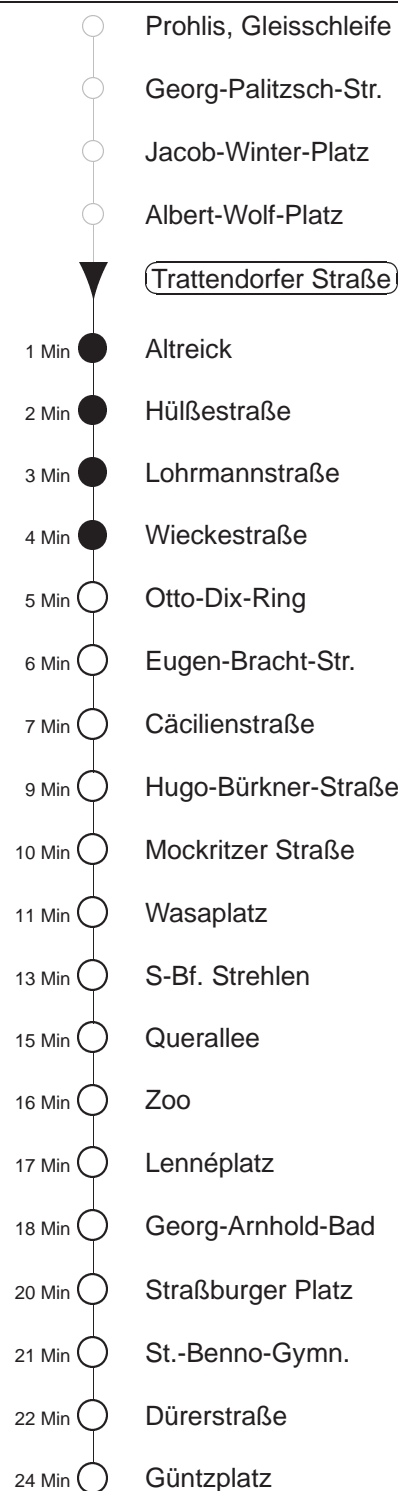 Prohlis, Gleisschleife
Georg-Palitzsch-Str.
Jacob-Winter-Platz
Albert-Wolf-Platz
Trattendorfer Straße
1 Min Altreick
2 Min Hülßestraße
3 Min Lohrmannstraße
4 Min Wieckestraße
5 Min Otto-Dix-Ring
6 Min Eugen-Bracht-Str.
7 Min Cäcilienstraße
9 Min Hugo-Bürkner-Straße
10 Min Mockritzer Straße
11 Min Wasaplatz
13 Min S-Bf. Strehlen
15 Min Querallee
16 Min Zoo
17 Min Lennéplatz
18 Min Georg-Arnhold-Bad
20 Min Straßburger Platz
21 Min St.-Benno-Gymn.
22 Min Dürerstraße
24 Min Güntzplatz